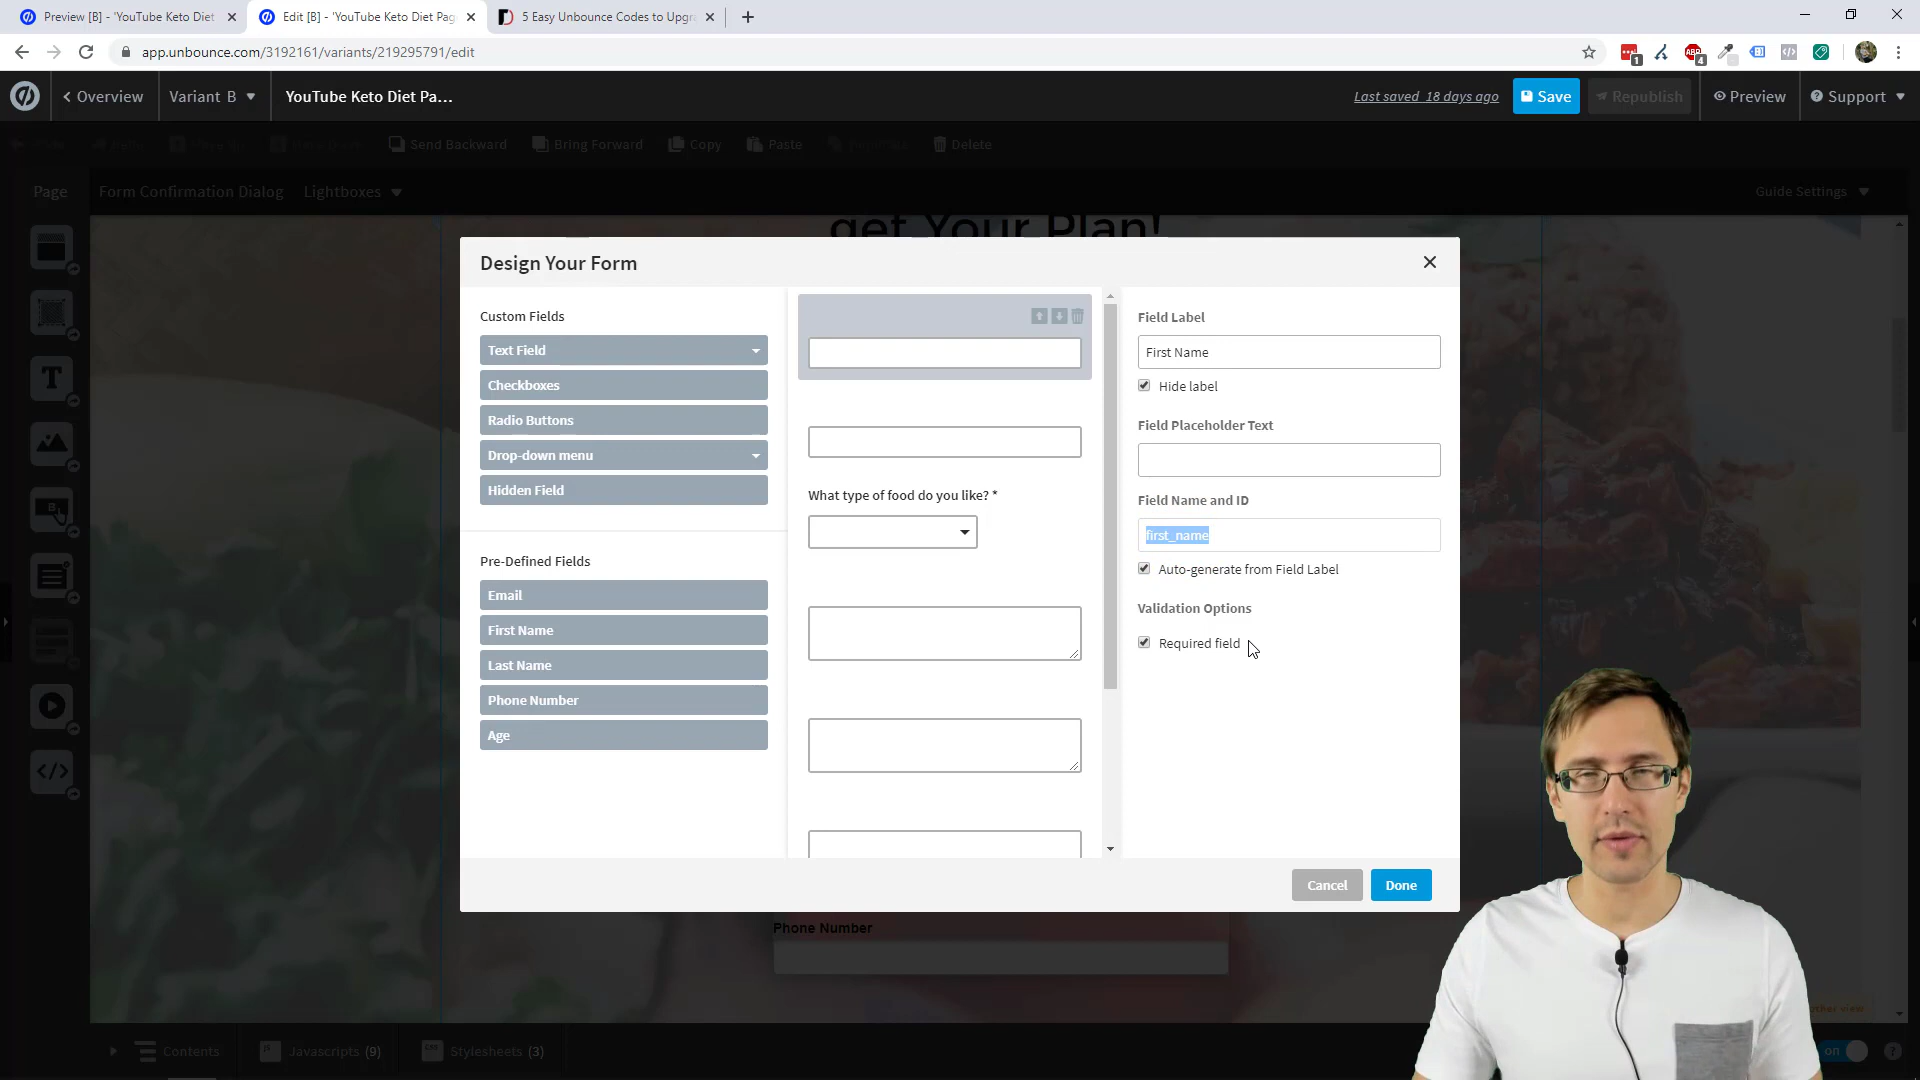 Preview [B] - 'YouTube Keto Diet
Edit [B] - 'YouTube Keto Diet Pag
5 Easy Unbounce Codes to Upgr
app.unbounce.com/3192161/variants/219295791/edit
1
4
Overview
Variant B
YouTube Keto Diet Pa...
Last saved 18 days ago
Save
Republish
Preview
Support
Send Backward
Bring Forward
Copy
Paste
Delete
Page
Form Confirmation Dialog
Lightboxes
Guide Settings
get Your Plan!
Design Your Form
Custom Fields
Text Field
Checkboxes
Radio Buttons
Drop-down menu
Hidden Field
Pre-Defined Fields
Email
First Name
Last Name
Phone Number
Age
What type of food do you like? *
Field Label
First Name
Hide label
Field Placeholder Text
Field Name and ID
first_name
Auto-generate from Field Label
Validation Options
Required field
Cancel
Done
Phone Number
Contents
Javascripts (9)
Stylesheets (3)
on